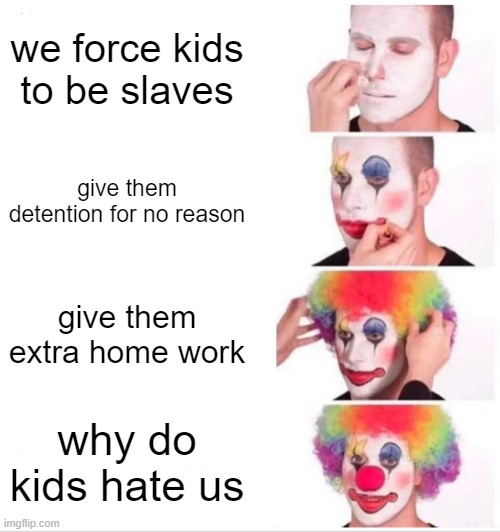 we force kids
to be slaves
give them
detention for no reason
give them
extra home work
why do
kids hate us
imgflip.com